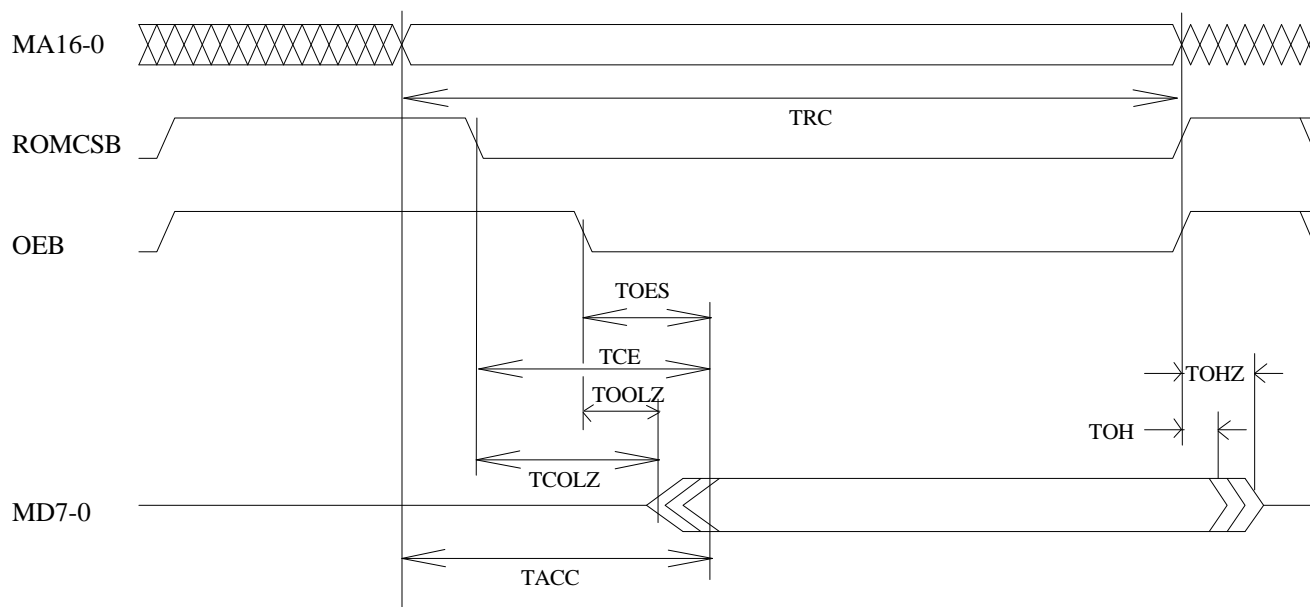 MA16-0
TRC
ROMCSB
OEB
TOES
TCE
TOHZ
TOOLZ
TOH
TCOLZ
MD7-0
TACC